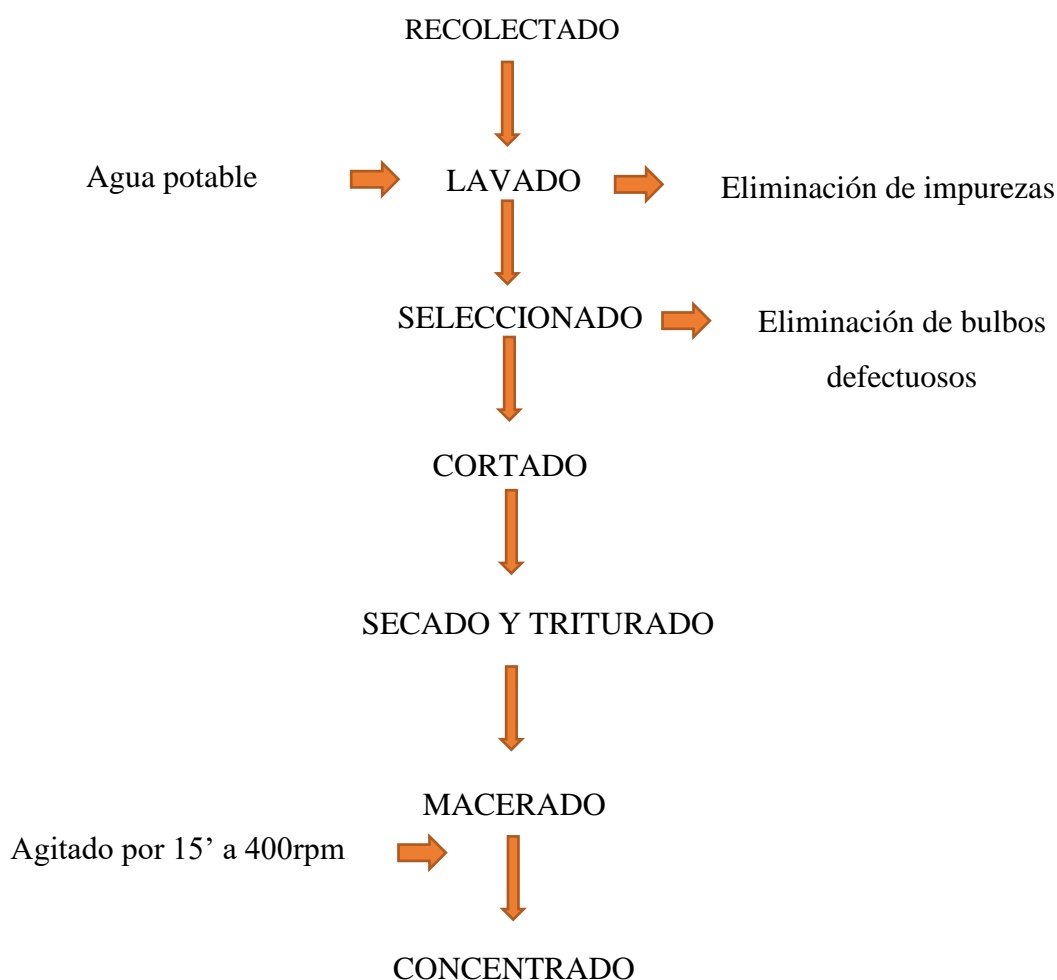 RECOLECTADO
Agua potable
LAVADO
Eliminación de impurezas
SELECCIONADO
Eliminación de bulbos
defectuosos
CORTADO
SECADO Y TRITURADO
MACERADO
Agitado por 15’ a 400rpm
CONCENTRADO